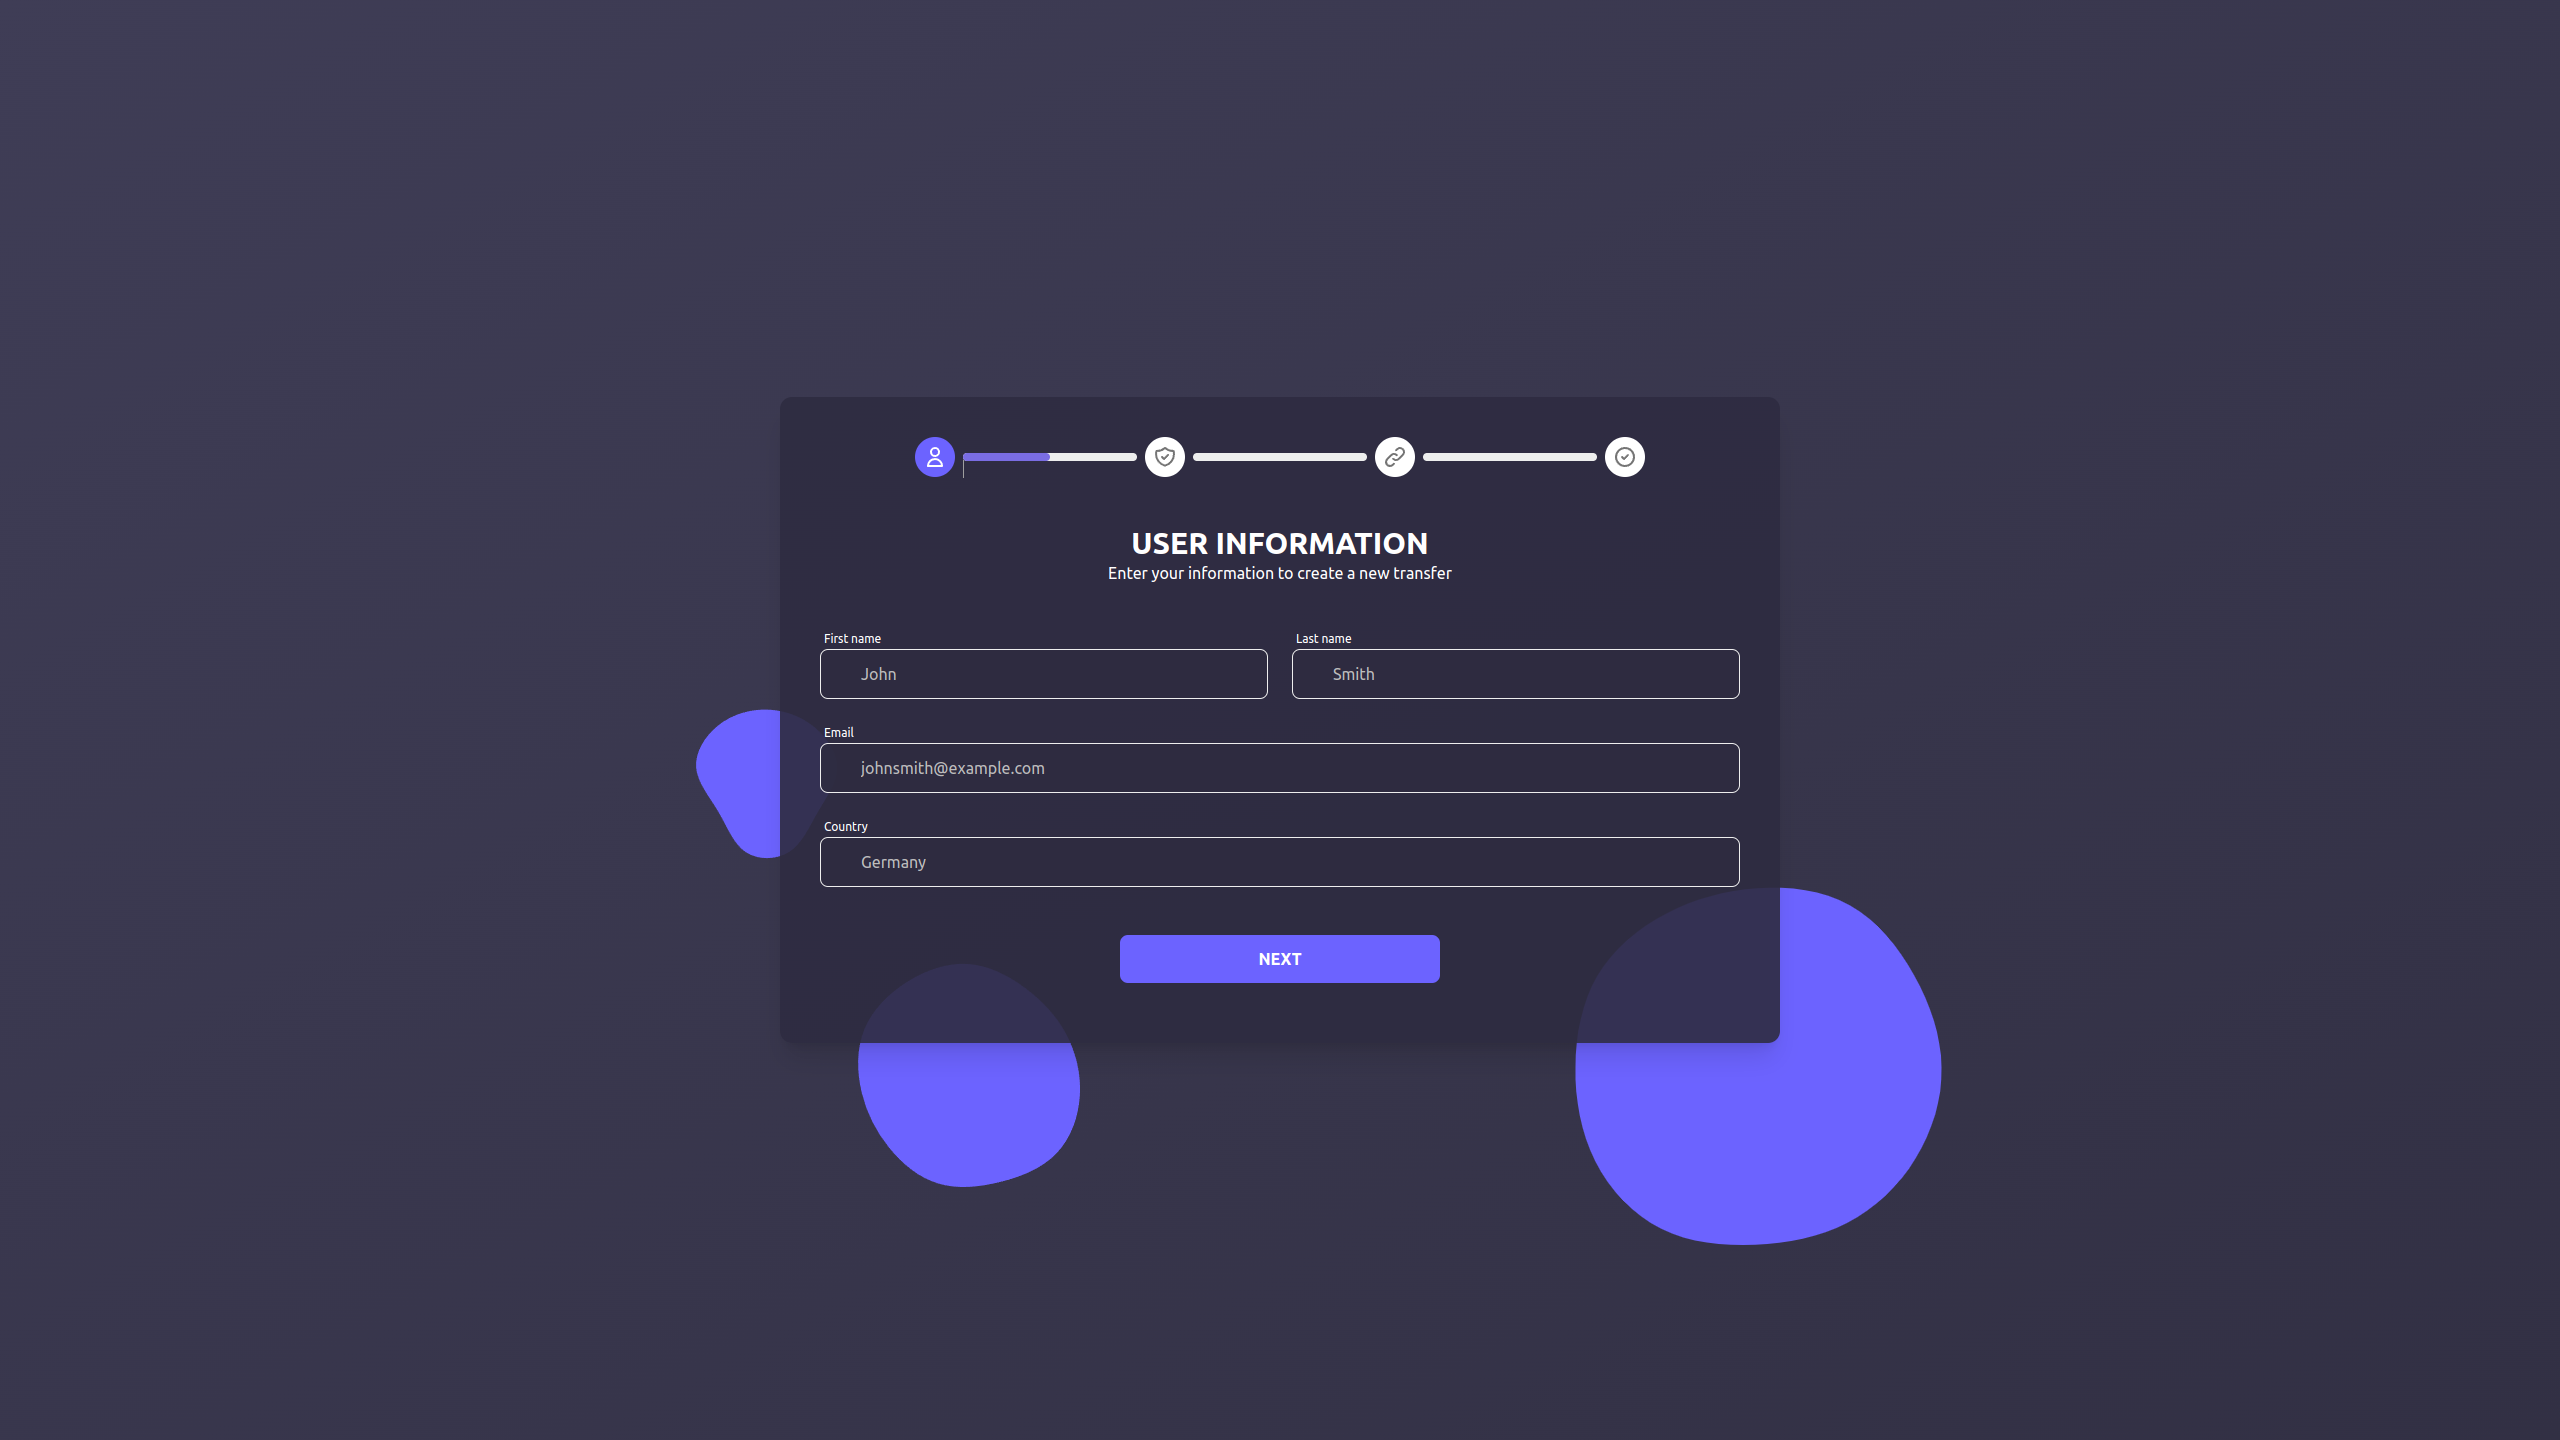 USER INFORMATION
Enter your information to create a new transfer
First name
Last name
John
Smith
Email
johnsmith@example.com
Country
Germany
NEXT